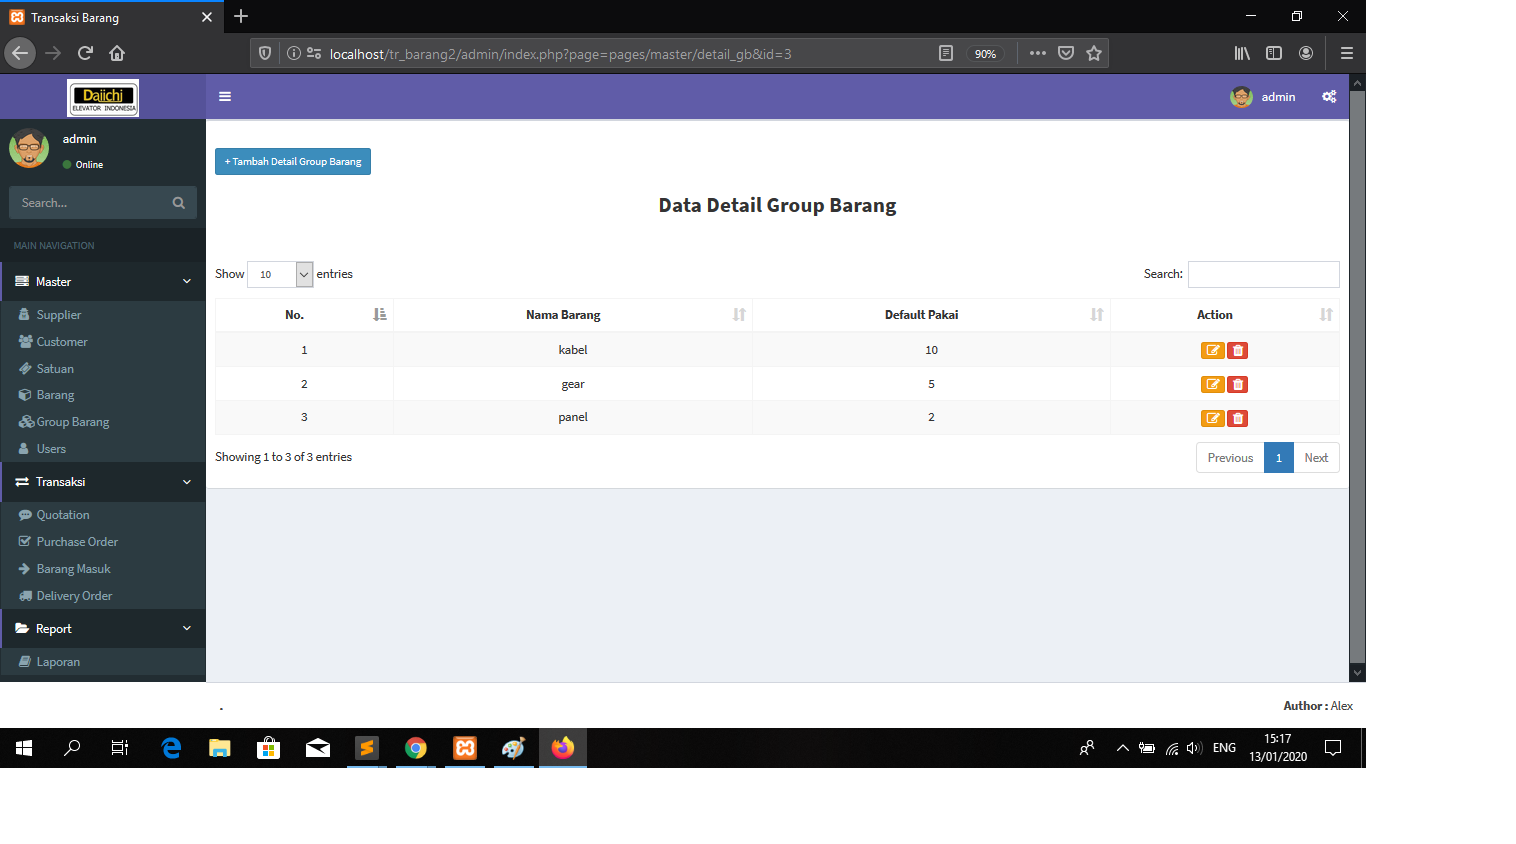 Transaksi Barang
localhost/tr_barang2/admin/index.php?page=pages/master/detail_gb&id=3
90%
Daiichi
ELEVATOR INDONESIA
admin
admin
Online
Search...
MAIN NAVIGATION
Master
Supplier
Customer
Satuan
Barang
Group Barang
Users
Transaksi
Quotation
Purchase Order
Barang Masuk
Delivery Order
Report
Laporan
+ Tambah Detail Group Barang
Data Detail Group Barang
Show 10 entries
Search:
No. Nama Barang Default Pakai Action
1 kabel 10
2 gear 5
3 panel 2
Showing 1 to 3 of 3 entries
Previous 1 Next
.
Author : Alex
ENG
15:17
13/01/2020